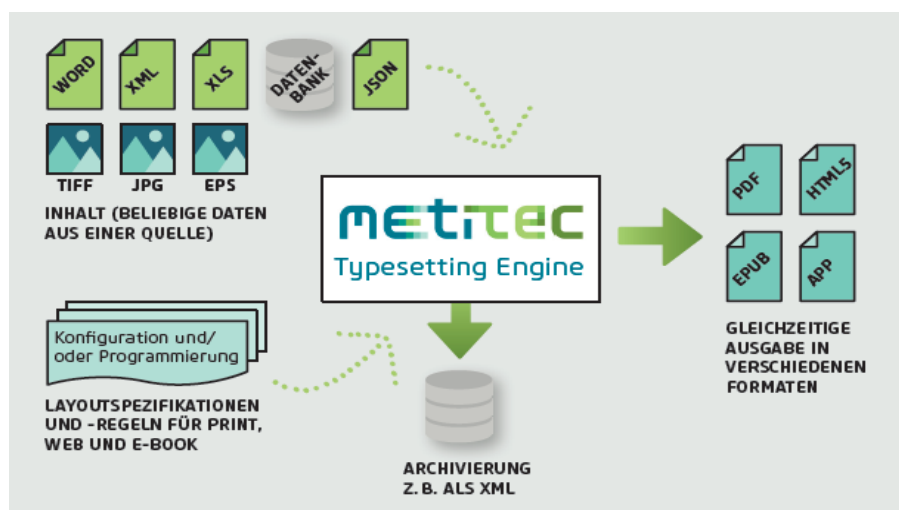 WORD
XML
XLS
DATEN-
BANK
JSON
TIFF
JPG
EPS
INHALT (BELIEBIGE DATEN
AUS EINER QUELLE)
Konfiguration und/
oder Programmierung
LAYOUTSPEZIFIKATIONEN
UND -REGELN FÜR PRINT,
WEB UND E-BOOK
metitec
Typesetting Engine
ARCHIVIERUNG
Z. B. ALS XML
PDF
HTML5
EPUB
APP
GLEICHZEITIGE
AUSGABE IN
VERSCHIEDENEN
FORMATEN